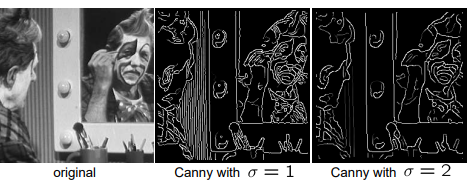 original
Canny with σ = 1
Canny with σ = 2